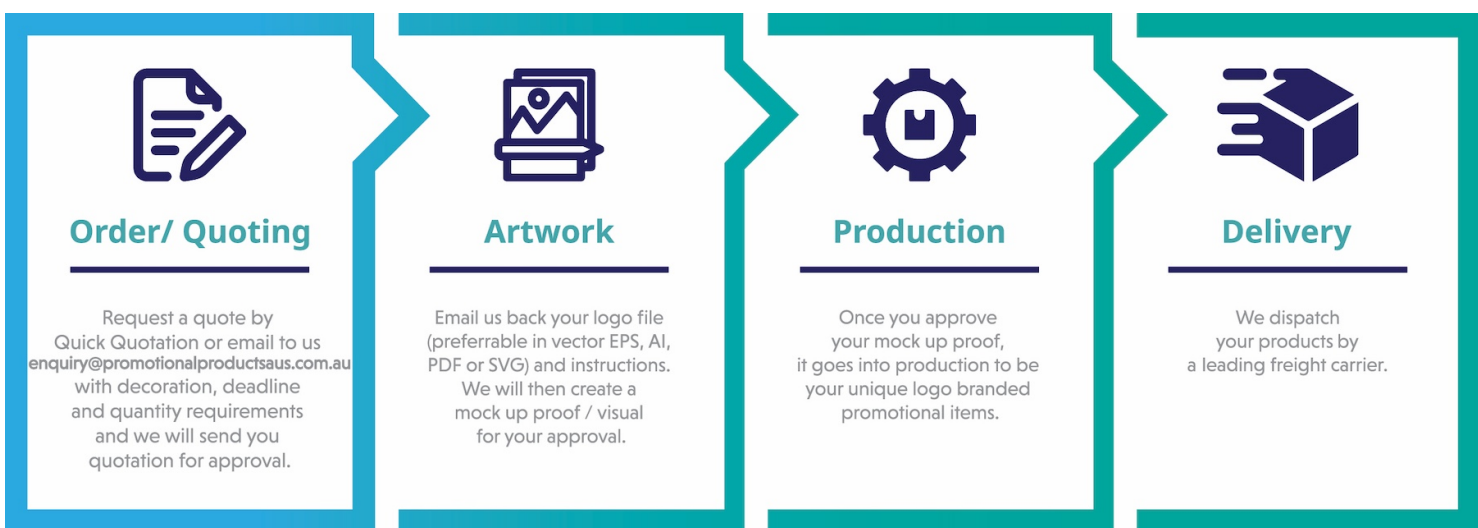 Order/ Quoting
Request a quote by
Quick Quotation or email to us
enquiry@promotionalproductsaus.com.au
with decoration, deadline
and quantity requirements
and we will send you
quotation for approval.
Artwork
Email us back your logo file
(preferrable in vector EPS, AI,
PDF or SVG) and instructions.
We will then create a
mock up proof / visual
for your approval.
Production
Once you approve
your mock up proof,
it goes into production to be
your unique logo branded
promotional items.
Delivery
We dispatch
your products by
a leading freight carrier.